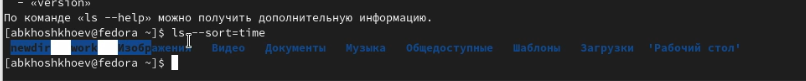 - «version»
По команде «ls --help» можно получить дополнительную информацию.
[abkhoshkhoev@fedora ~]$ ls --sort=time
newdir work Изображения Видео Документы Музыка Общедоступные Шаблоны Загрузки 'Рабочий стол'
[abkhoshkhoev@fedora ~]$